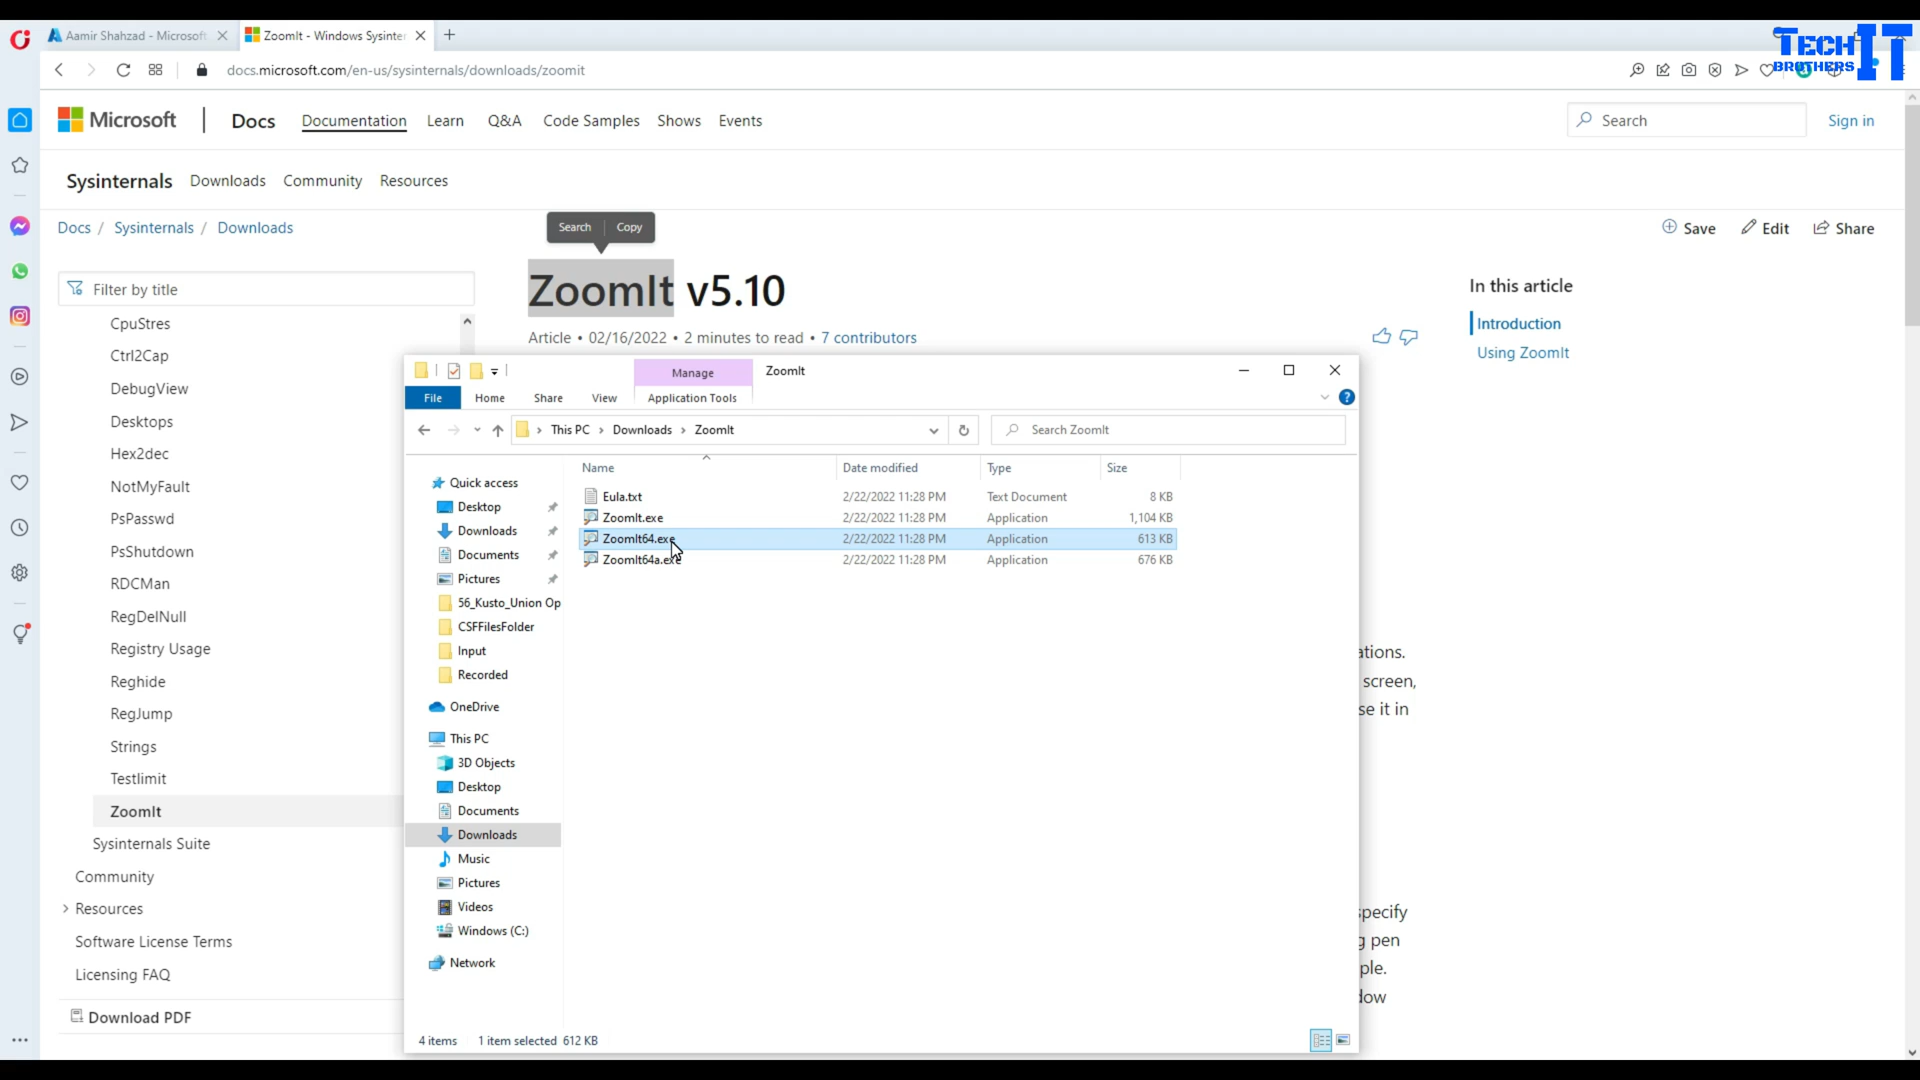 Aamir Shahzad - Microsoft
ZoomIt - Windows Sysinter
TECH IT
BROTHERS
docs.microsoft.com/en-us/sysinternals/downloads/zoomit
Microsoft
Docs
Documentation
Learn
Q&A
Code Samples
Shows
Events
Search
Sign in
Sysinternals
Downloads
Community
Resources
Docs / Sysinternals / Downloads
Save
Edit
Share
Search
Copy
Filter by title
ZoomIt v5.10
Article • 02/16/2022 • 2 minutes to read • 7 contributors
In this article
Introduction
Using ZoomIt
CpuStres
Ctrl2Cap
DebugView
Desktops
Hex2dec
NotMyFault
PsPasswd
PsShutdown
RDCMan
RegDelNull
Registry Usage
Reghide
RegJump
Strings
Testlimit
ZoomIt
Sysinternals Suite
Community
Resources
Software License Terms
Licensing FAQ
Download PDF
Manage
ZoomIt
File
Home
Share
View
Application Tools
This PC > Downloads > ZoomIt
Search ZoomIt
Name
Date modified
Type
Size
Eula.txt 2/22/2022 11:28 PM Text Document 8 KB
ZoomIt.exe 2/22/2022 11:28 PM Application 1,104 KB
ZoomIt64.exe 2/22/2022 11:28 PM Application 613 KB
ZoomIt64a.exe 2/22/2022 11:28 PM Application 676 KB
Quick access
Desktop
Downloads
Documents
Pictures
56_Kusto_Union Op
CSFFilesFolder
Input
Recorded
OneDrive
This PC
3D Objects
Desktop
Documents
Downloads
Music
Pictures
Videos
Windows (C:)
Network
4 items
1 item selected 612 KB
ations.
screen,
se it in
specify
g pen
ple.
dow